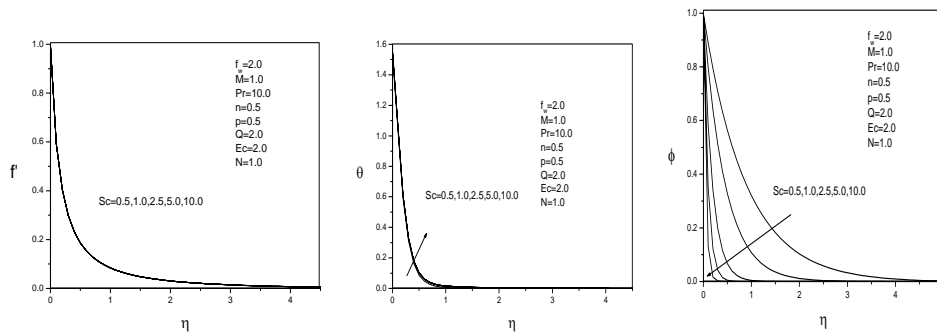 1.0
0.8
0.6
0.4
0.2
0.0
f'
f_w=2.0
M=1.0
Pr=10.0
n=0.5
p=0.5
Q=2.0
Ec=2.0
N=1.0
Sc=0.5,1.0,2.5,5.0,10.0
0 1 2 3 4
η
1.6
1.4
1.2
1.0
0.8
0.6
0.4
0.2
0.0
θ
f_w=2.0
M=1.0
Pr=10.0
n=0.5
p=0.5
Q=2.0
Ec=2.0
N=1.0
Sc=0.5,1.0,2.5,5.0,10.0
0 1 2 3 4
η
1.0
0.8
0.6
0.4
0.2
0.0
ϕ
f_w=2.0
M=1.0
Pr=10.0
n=0.5
p=0.5
Q=2.0
Ec=2.0
N=1.0
Sc=0.5,1.0,2.5,5.0,10.0
0 1 2 3 4
η